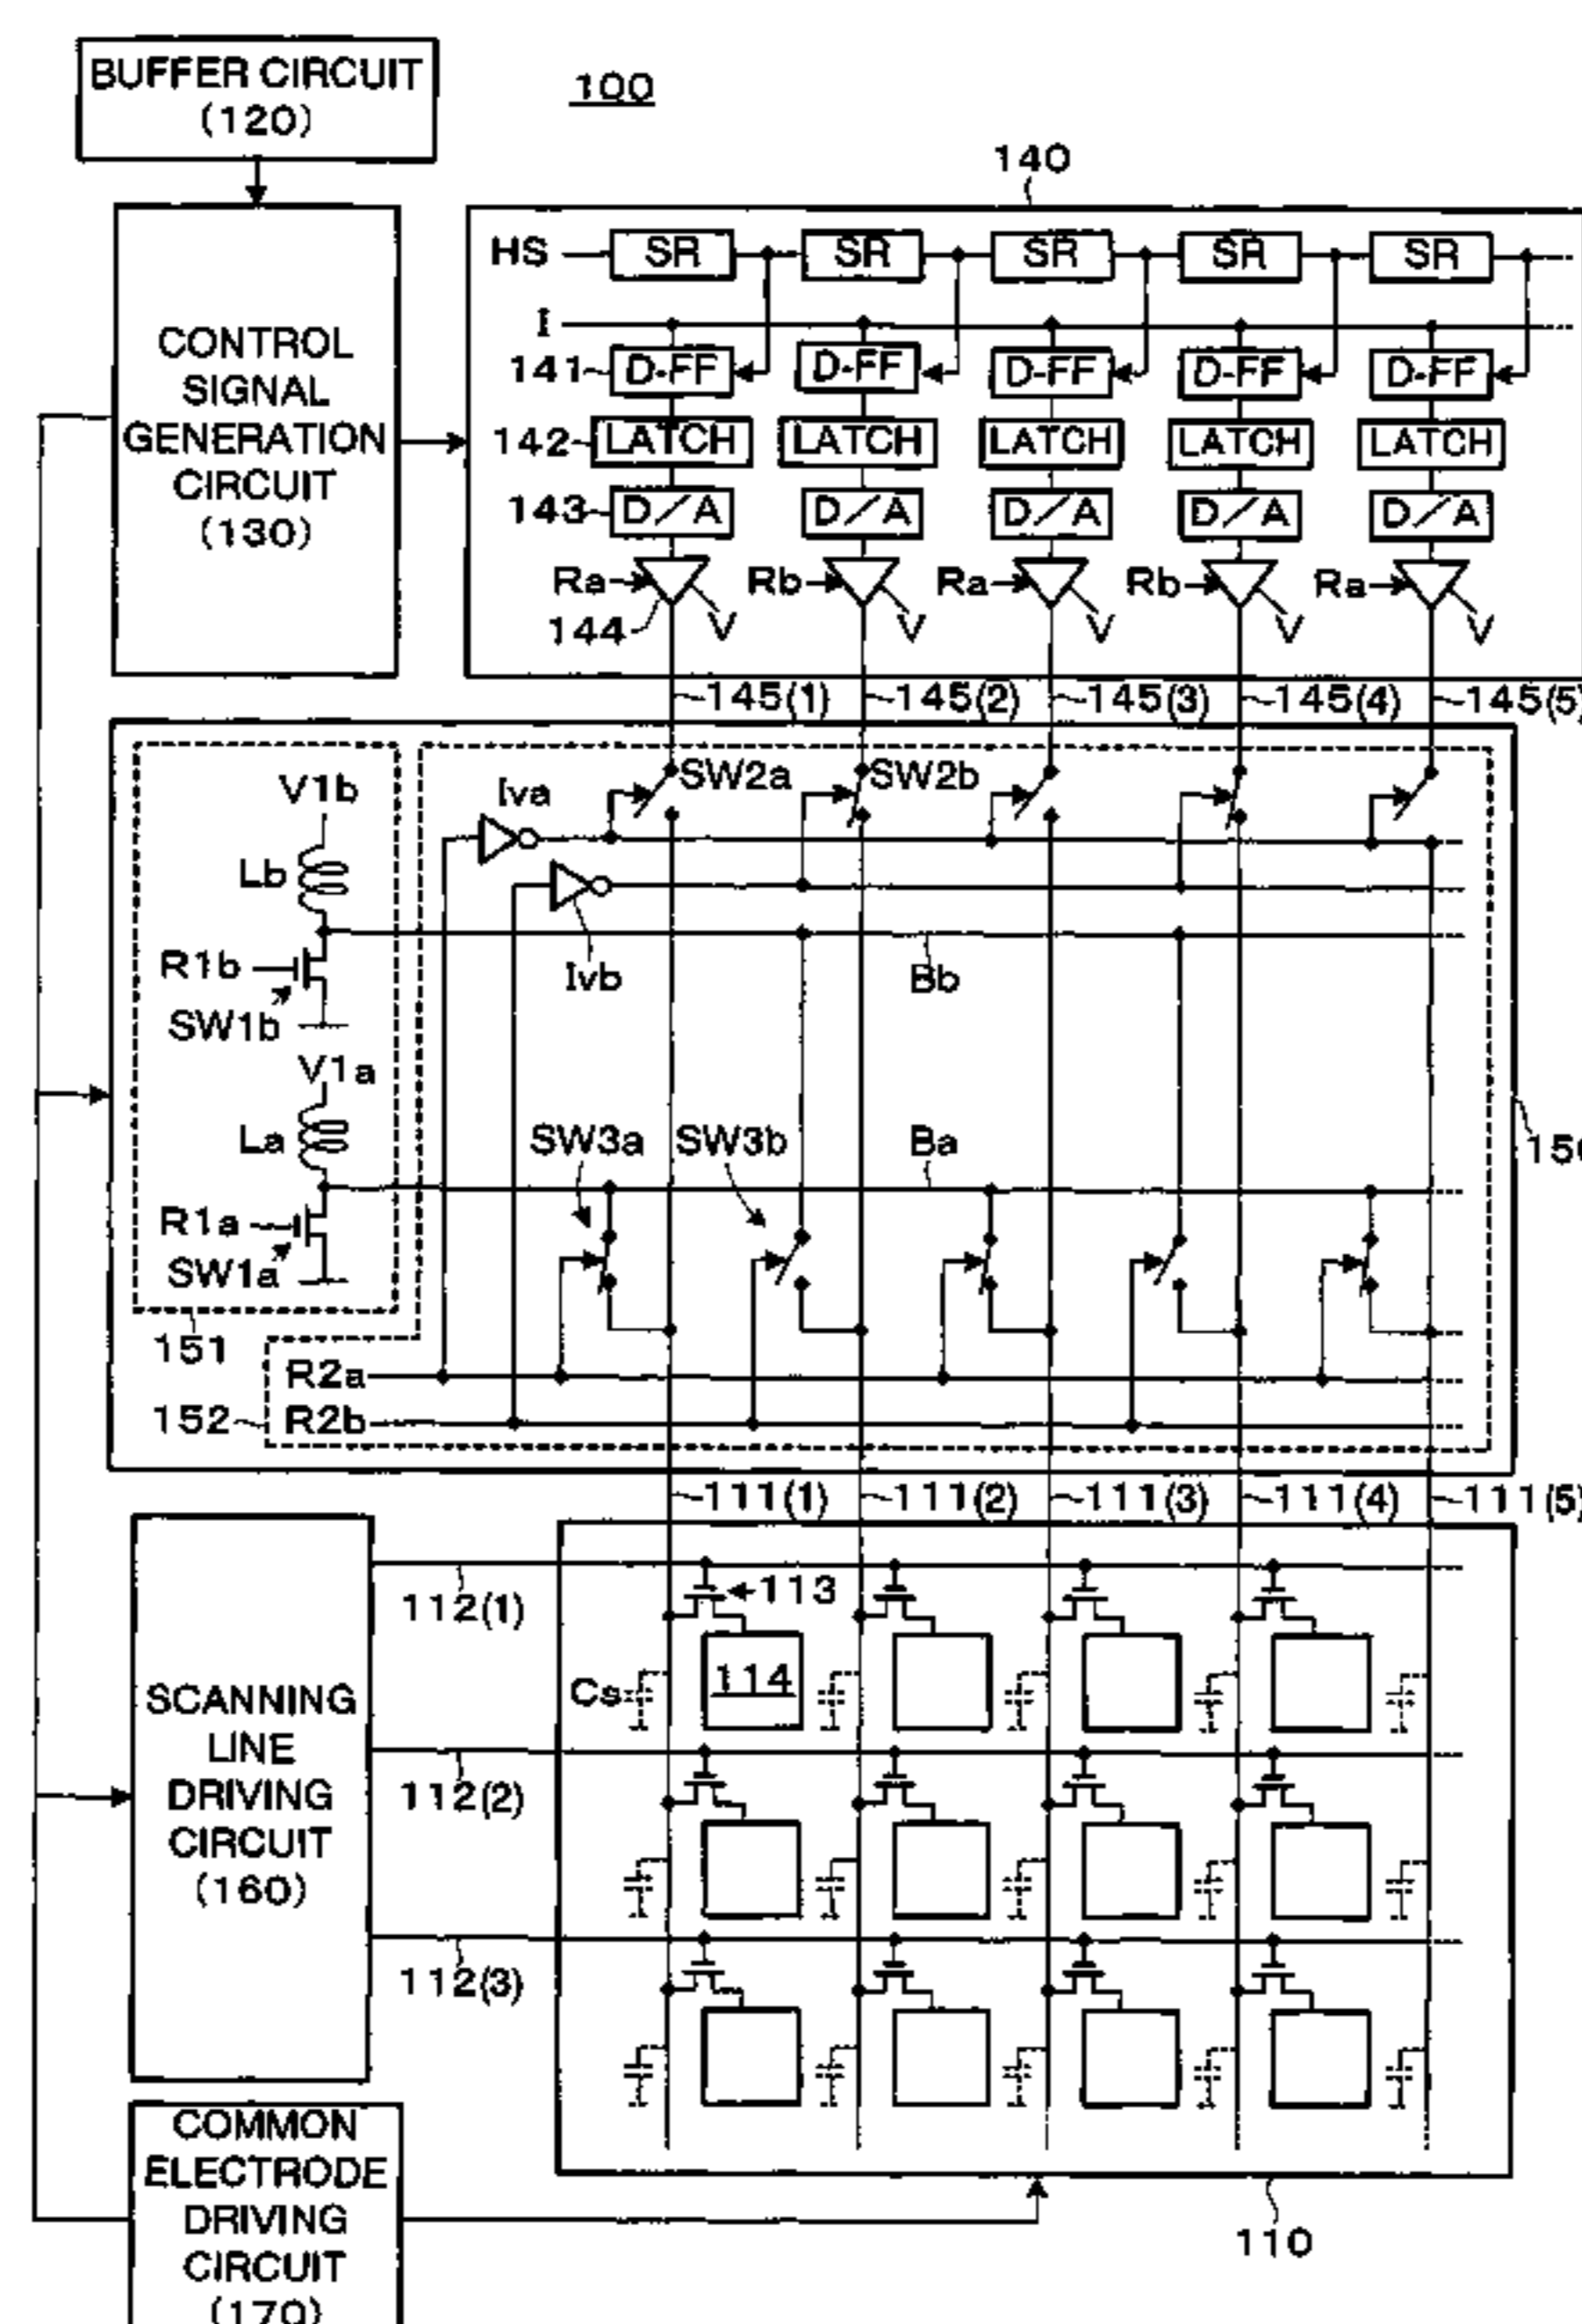 BUFFER CIRCUIT
(120)
100
140
CONTROL
SIGNAL
GENERATION
CIRCUIT
(130)
HS SR SR SR SR SR
I
141 D-FF D-FF D-FF D-FF D-FF
142 LATCH LATCH LATCH LATCH LATCH
143 D/A D/A D/A D/A D/A
Ra Rb Ra Rb Ra
144 V V V V V
145(1) 145(2) 145(3) 145(4) 145(5)
V1b Iva SW2a SW2b
Lb
R1b Ivb Bb
SW1b
V1a
La SW3a SW3b Ba
R1a
SW1a
151
R2a
152 R2b
111(1) 111(2) 111(3) 111(4) 111(5)
SCANNING
LINE
DRIVING
CIRCUIT
(160)
112(1) 113
Cs 114
112(2)
112(3)
COMMON
ELECTRODE
DRIVING
CIRCUIT
(170)
110